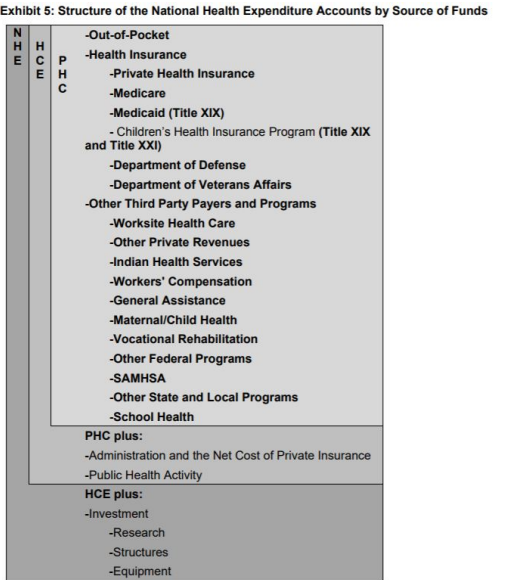 Exhibit 5: Structure of the National Health Expenditure Accounts by Source of Funds
NHE
HCE
PHC
-Out-of-Pocket
-Health Insurance
-Private Health Insurance
-Medicare
-Medicaid (Title XIX)
- Children's Health Insurance Program (Title XIX
and Title XXI)
-Department of Defense
-Department of Veterans Affairs
-Other Third Party Payers and Programs
-Worksite Health Care
-Other Private Revenues
-Indian Health Services
-Workers' Compensation
-General Assistance
-Maternal/Child Health
-Vocational Rehabilitation
-Other Federal Programs
-SAMHSA
-Other State and Local Programs
-School Health
PHC plus:
-Administration and the Net Cost of Private Insurance
-Public Health Activity
HCE plus:
-Investment
-Research
-Structures
-Equipment